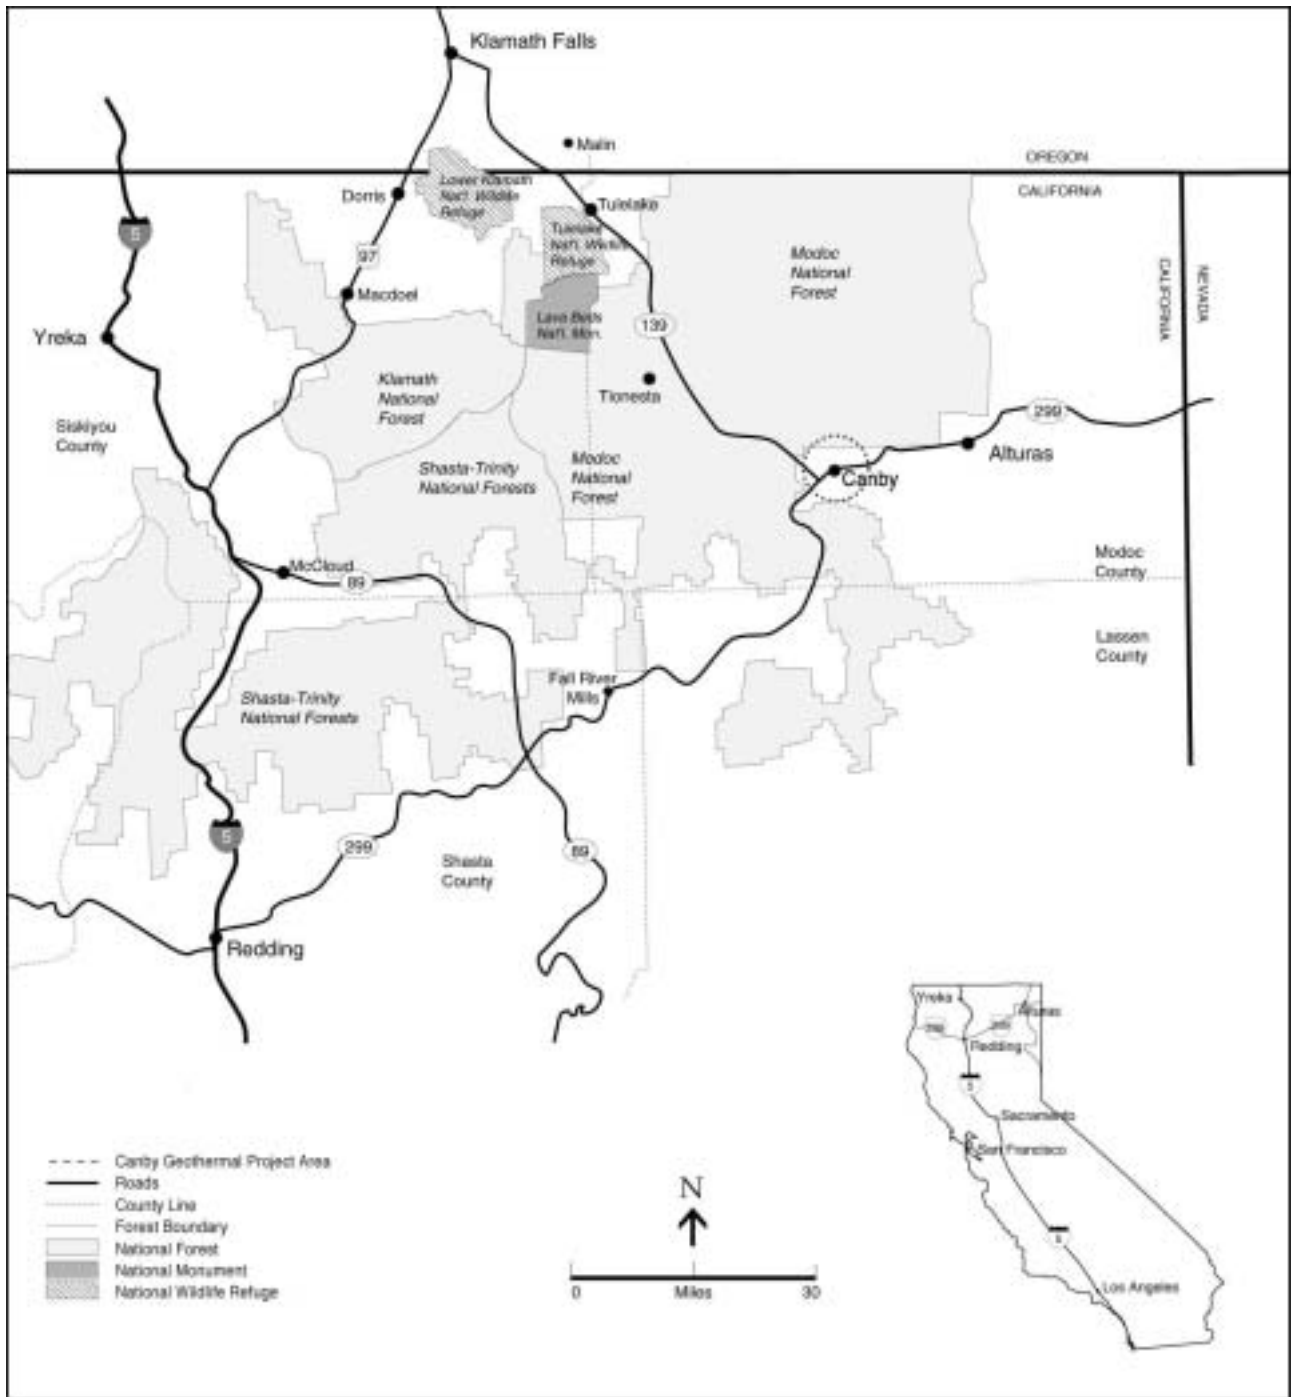 Klamath Falls
Malin
OREGON
CALIFORNIA
Dorris
Lower Klamath
Nat'l. Wildlife
Refuge
Tulelake
5
97
Tulelake
Nat'l. Wildlife
Refuge
Modoc
National
Forest
CALIFORNIA
NEVADA
Macdoel
Lava Beds
Nat'l. Mon.
139
Yreka
Klamath
National
Forest
Tionesta
299
Siskiyou
County
Alturas
Shasta-Trinity
National Forests
Modoc
National
Forest
Canby
McCloud
89
Modoc
County
Lassen
County
Fall River
Mills
Shasta-Trinity
National Forests
5
299
89
Shasta
County
Redding
Yreka
Alturas
299
299
Redding
5
Sacramento
San Francisco
5
Los Angeles
Canby Geothermal Project Area
Roads
County Line
Forest Boundary
National Forest
National Monument
National Wildlife Refuge
N
0
Miles
30